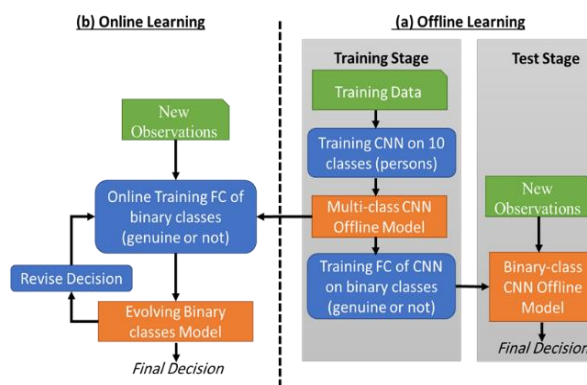 (b) Online Learning
New
Observations
Online Training FC of
binary classes
(genuine or not)
Revise Decision
Evolving Binary
classes Model
Final Decision
(a) Offline Learning
Training Stage
Training Data
Training CNN on 10
classes (persons)
Multi-class CNN
Offline Model
Training FC of CNN
on binary classes
(genuine or not)
Test Stage
New
Observations
Binary-class
CNN Offline
Model
Final Decision